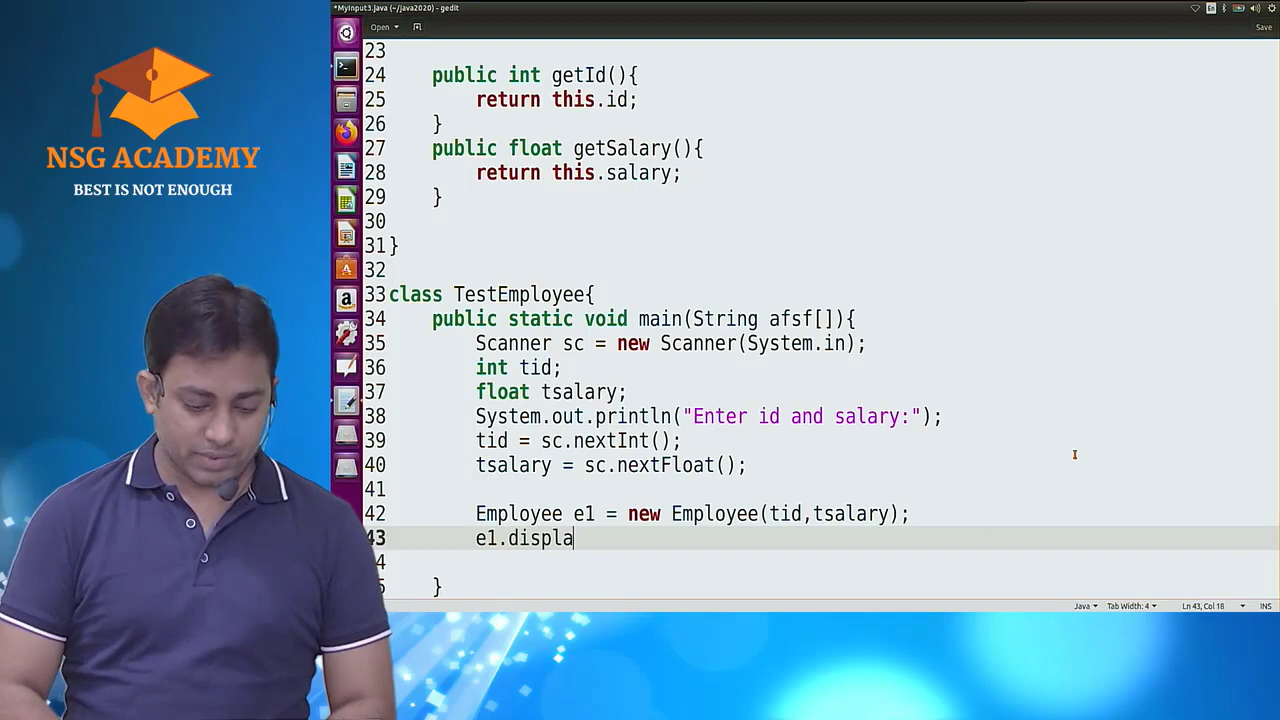 *MyInput3.java (~/java2020) - gedit
En
Open
Save
NSG ACADEMY
BEST IS NOT ENOUGH
23
24 public int getId(){
25 return this.id;
26 }
27 public float getSalary(){
28 return this.salary;
29 }
30
31 }
32
33 class TestEmployee{
34 public static void main(String afsf[]){
35 Scanner sc = new Scanner(System.in);
36 int tid;
37 float tsalary;
38 System.out.println("Enter id and salary:");
39 tid = sc.nextInt();
40 tsalary = sc.nextFloat();
41
42 Employee e1 = new Employee(tid,tsalary);
43 e1.displa
4
5 }
Java Tab Width: 4 Ln 43, Col 18 INS